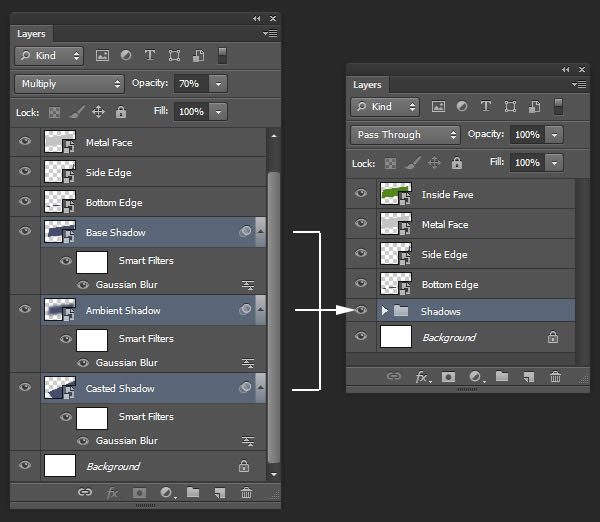 Layers
Kind
T
Multiply
Opacity: 70%
Lock:
Fill: 100%
Metal Face
Side Edge
Bottom Edge
Base Shadow
Smart Filters
Gaussian Blur
Ambient Shadow
Smart Filters
Gaussian Blur
Casted Shadow
Smart Filters
Gaussian Blur
Background
fx
Layers
Kind
T
Pass Through
Opacity: 100%
Lock:
Fill: 100%
Inside Fave
Metal Face
Side Edge
Bottom Edge
Shadows
Background
fx